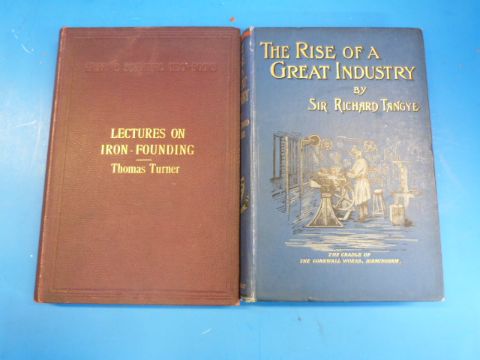 LECTURES ON
IRON-FOUNDING
Thomas Turner
THE RISE OF A
GREAT INDUSTRY
BY
SIR RICHARD TANGYE
THE CRADLE OF
THE CORNWALL WORKS, BIRMINGHAM.